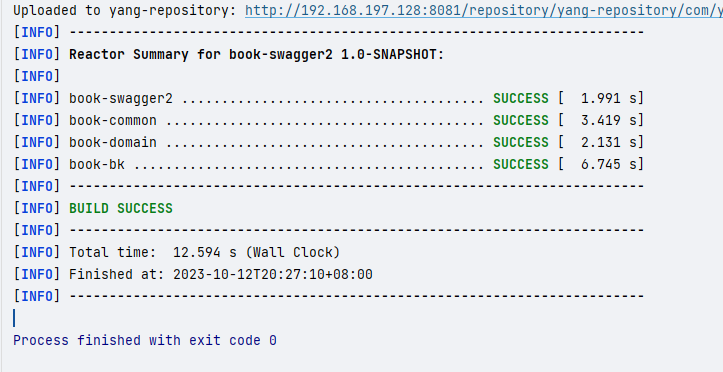 Uploaded to yang-repository: http://192.168.197.128:8081/repository/yang-repository/com/y
[INFO] ------------------------------------------------------------------------
[INFO] Reactor Summary for book-swagger2 1.0-SNAPSHOT:
[INFO]
[INFO] book-swagger2 ...................................... SUCCESS [  1.991 s]
[INFO] book-common ........................................ SUCCESS [  3.419 s]
[INFO] book-domain ........................................ SUCCESS [  2.131 s]
[INFO] book-bk ............................................ SUCCESS [  6.745 s]
[INFO] ------------------------------------------------------------------------
[INFO] BUILD SUCCESS
[INFO] ------------------------------------------------------------------------
[INFO] Total time:  12.594 s (Wall Clock)
[INFO] Finished at: 2023-10-12T20:27:10+08:00
[INFO] ------------------------------------------------------------------------
Process finished with exit code 0